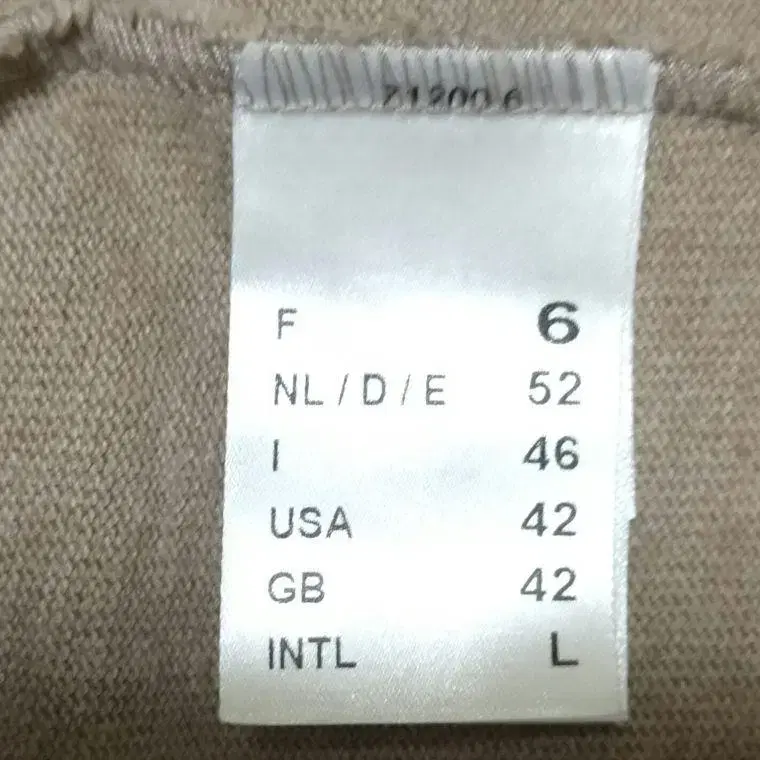 71200 6
F 6
NL / D / E 52
I 46
USA 42
GB 42
INTL L